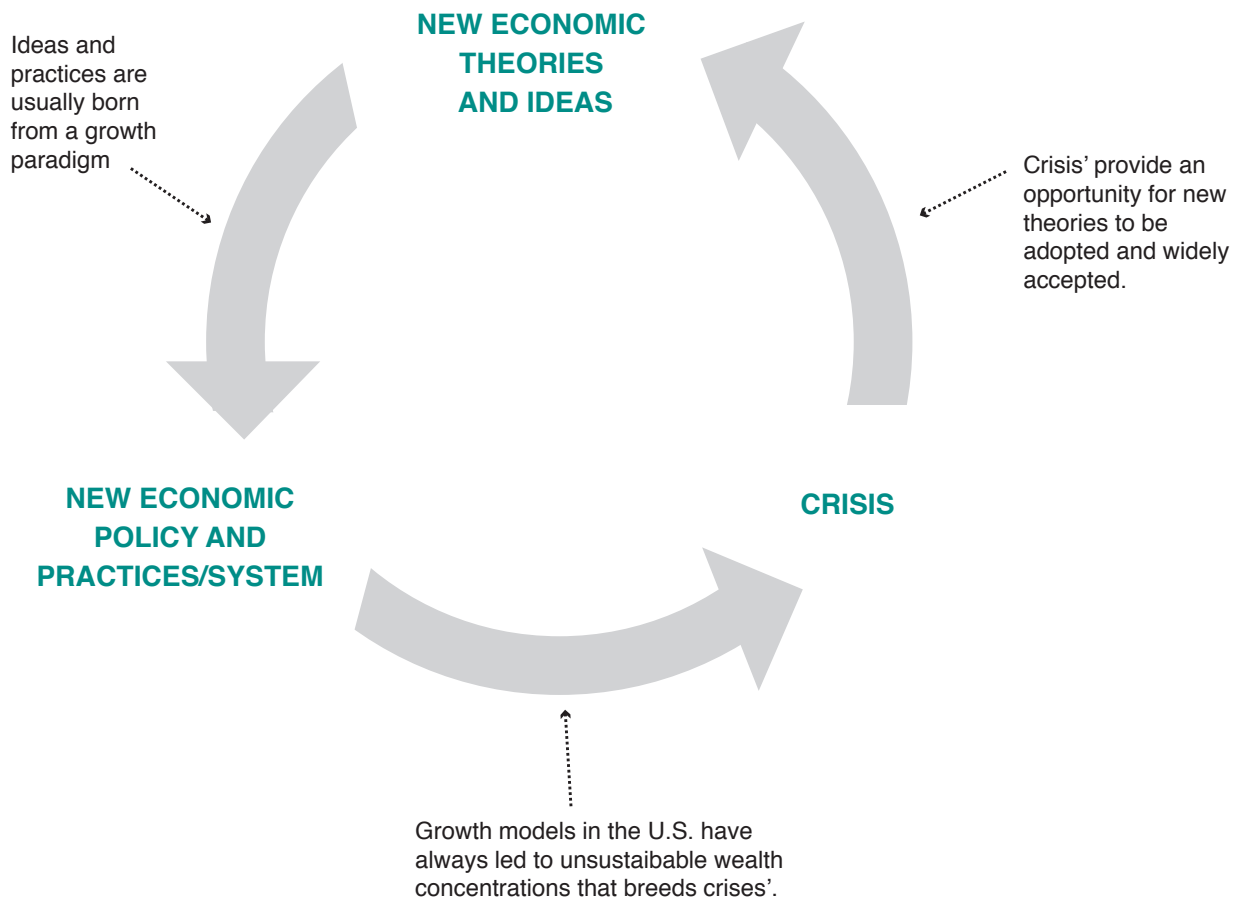 NEW ECONOMIC
THEORIES
AND IDEAS
Ideas and
practices are
usually born
from a growth
paradigm
Crisis’ provide an
opportunity for new
theories to be
adopted and widely
accepted.
NEW ECONOMIC
POLICY AND
PRACTICES/SYSTEM
CRISIS
Growth models in the U.S. have
always led to unsustaibable wealth
concentrations that breeds crises’.